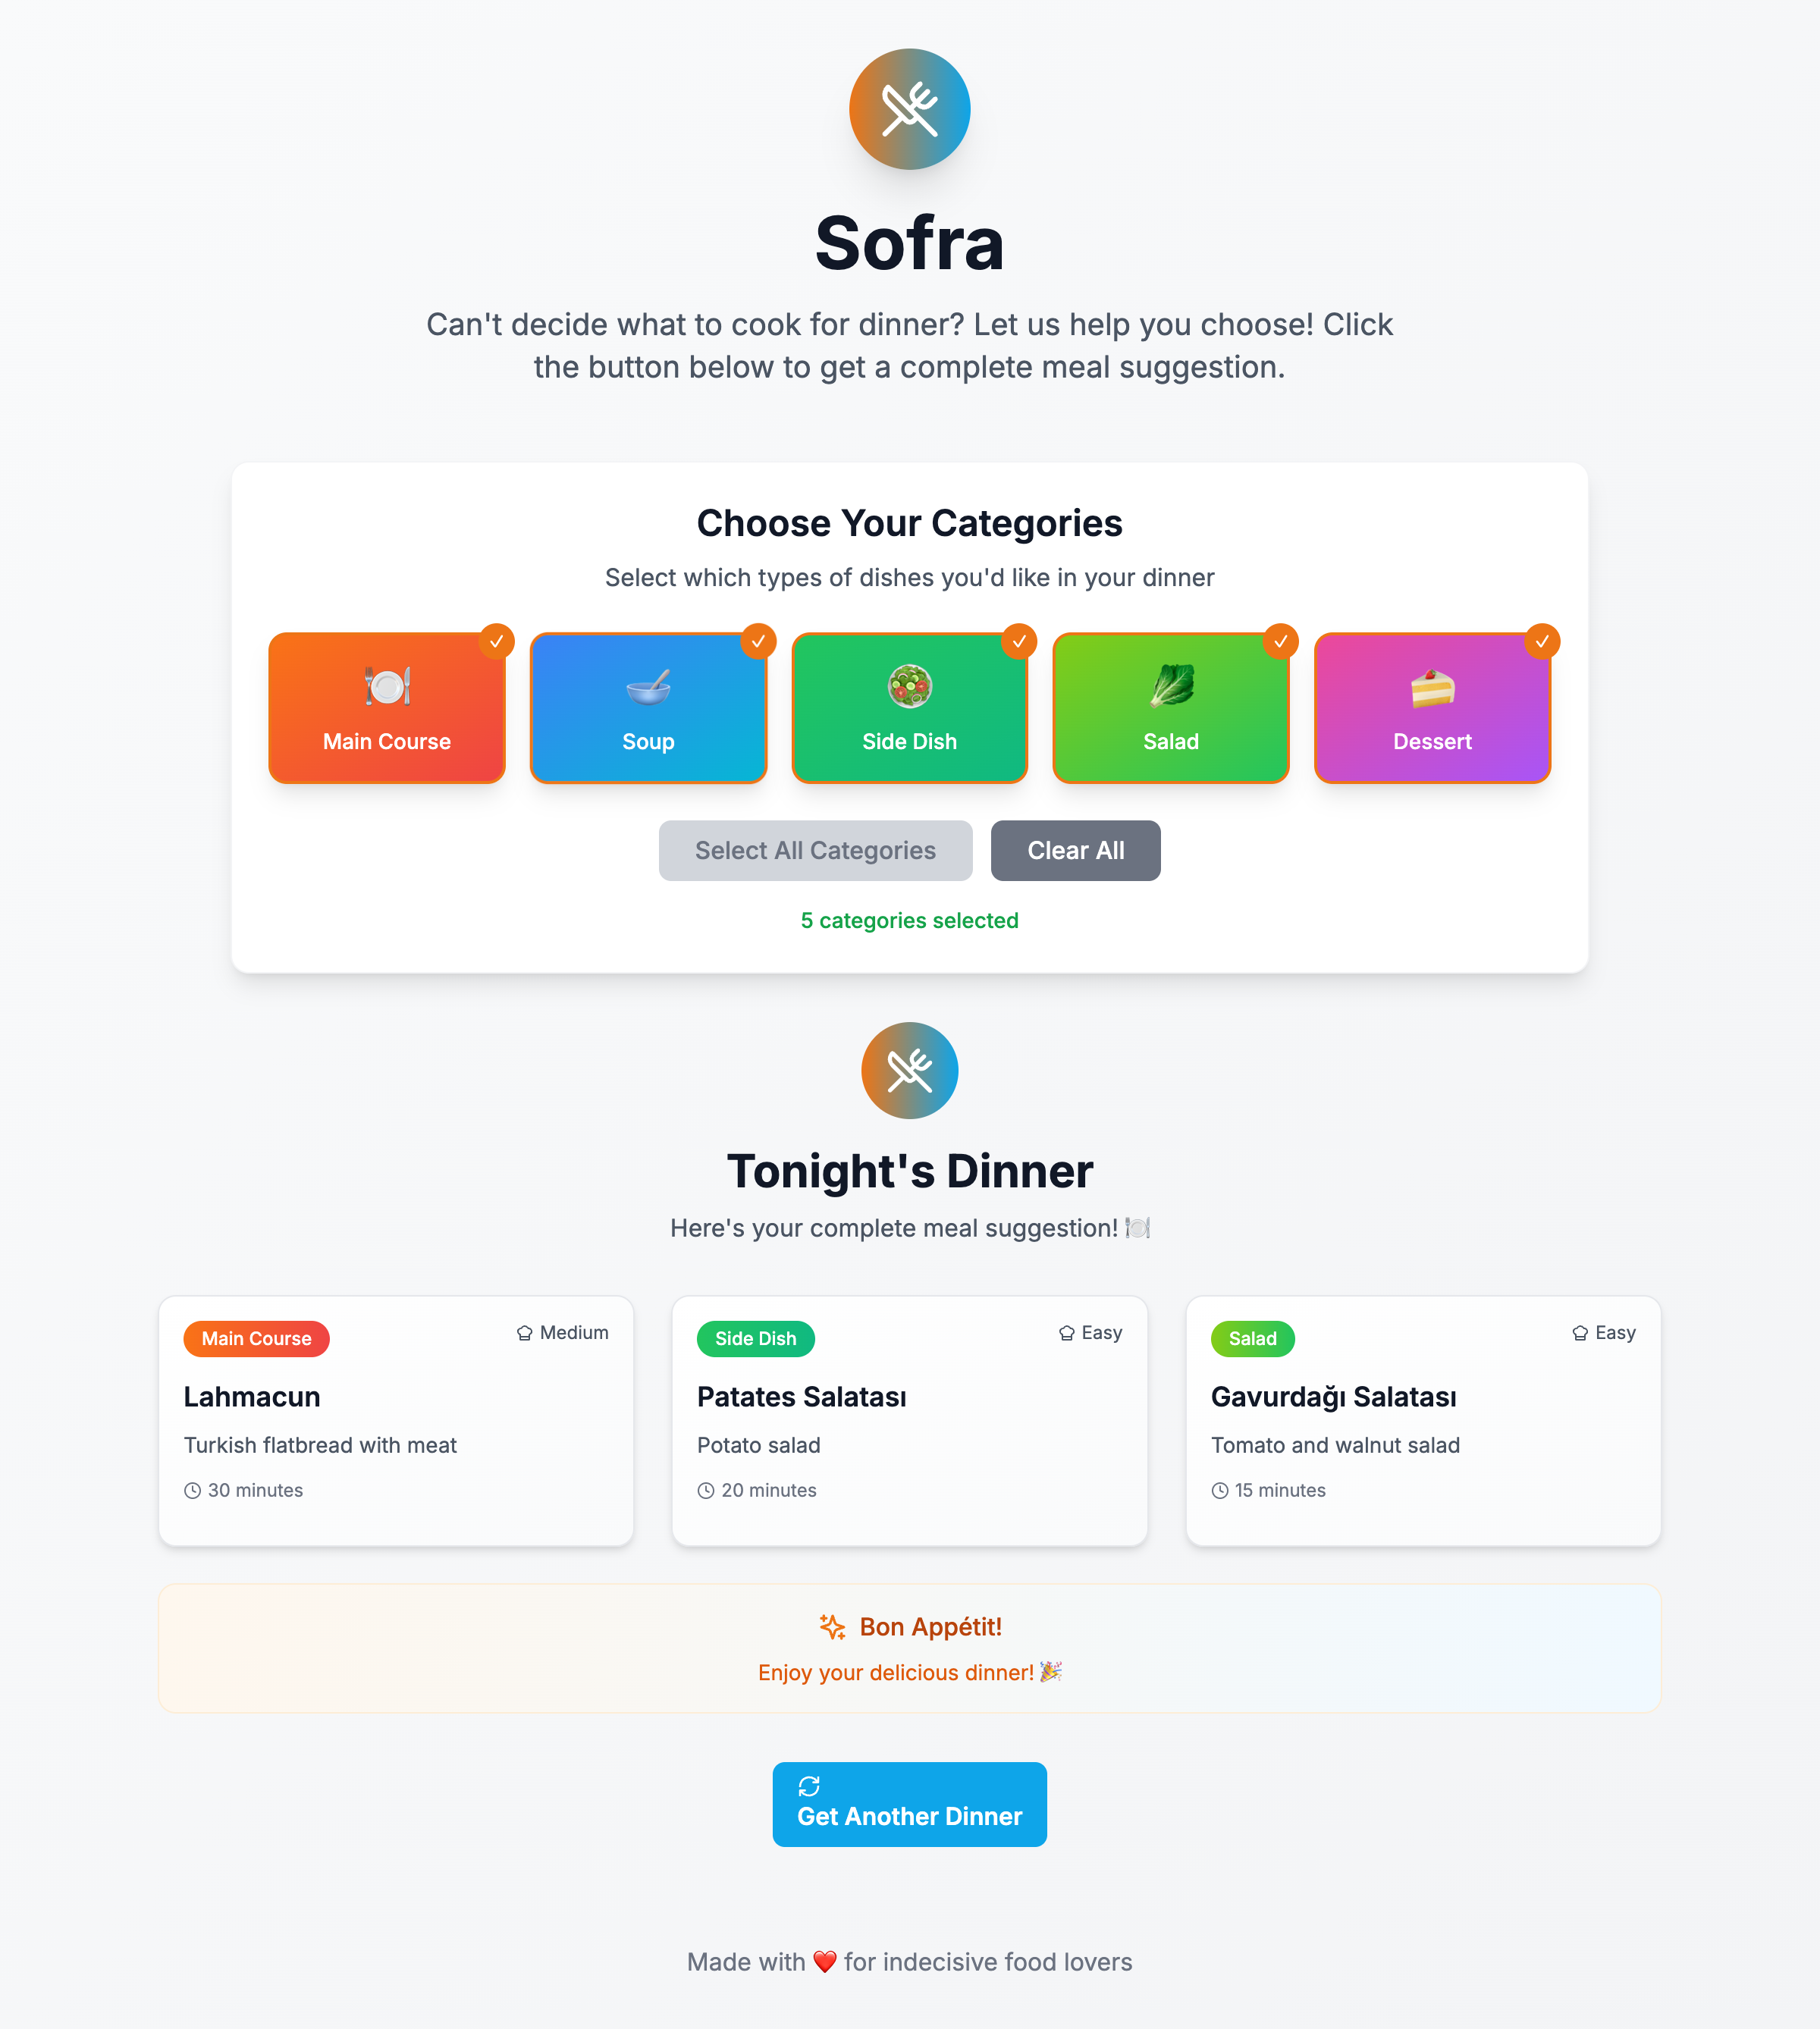 Sofra
Can't decide what to cook for dinner? Let us help you choose! Click
the button below to get a complete meal suggestion.
Choose Your Categories
Select which types of dishes you'd like in your dinner
Main Course
Soup
Side Dish
Salad
Dessert
Select All Categories
Clear All
5 categories selected
Tonight's Dinner
Here's your complete meal suggestion! 🍽️
Main Course
Medium
Lahmacun
Turkish flatbread with meat
30 minutes
Side Dish
Easy
Patates Salatası
Potato salad
20 minutes
Salad
Easy
Gavurdağı Salatası
Tomato and walnut salad
15 minutes
Bon Appétit!
Enjoy your delicious dinner! 🎉
Get Another Dinner
Made with ❤️ for indecisive food lovers